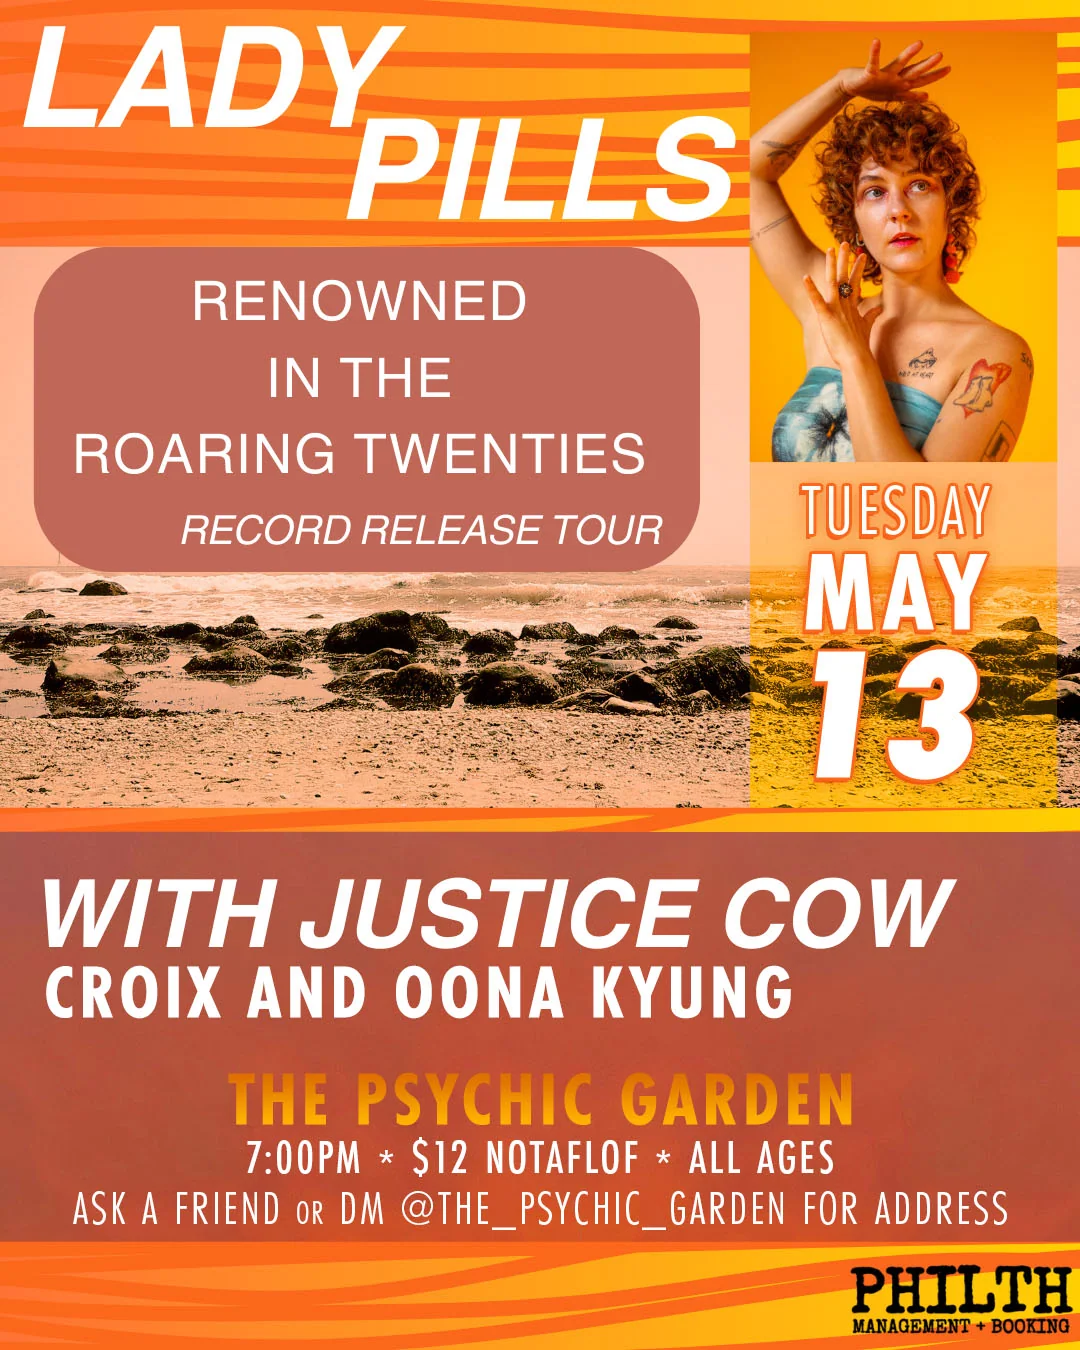 LADY
PILLS
RENOWNED
IN THE
ROARING TWENTIES
RECORD RELEASE TOUR
TUESDAY
MAY
13
WITH JUSTICE COW
CROIX AND OONA KYUNG
THE PSYCHIC GARDEN
7:00PM * $12 NOTAFLOF * ALL AGES
ASK A FRIEND OR DM @THE_PSYCHIC_GARDEN FOR ADDRESS
PHILTH
MANAGEMENT + BOOKING